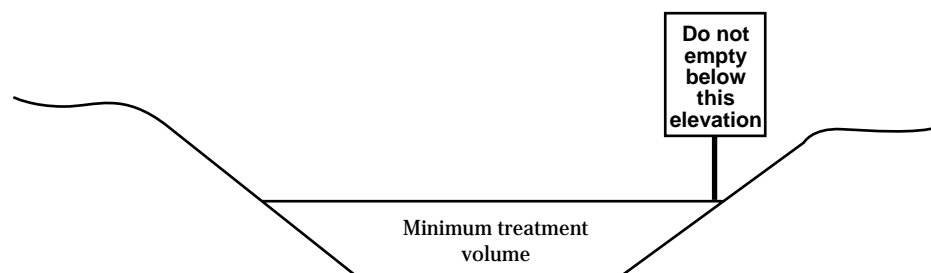 Do not
empty
below
this
elevation
Minimum treatment
volume